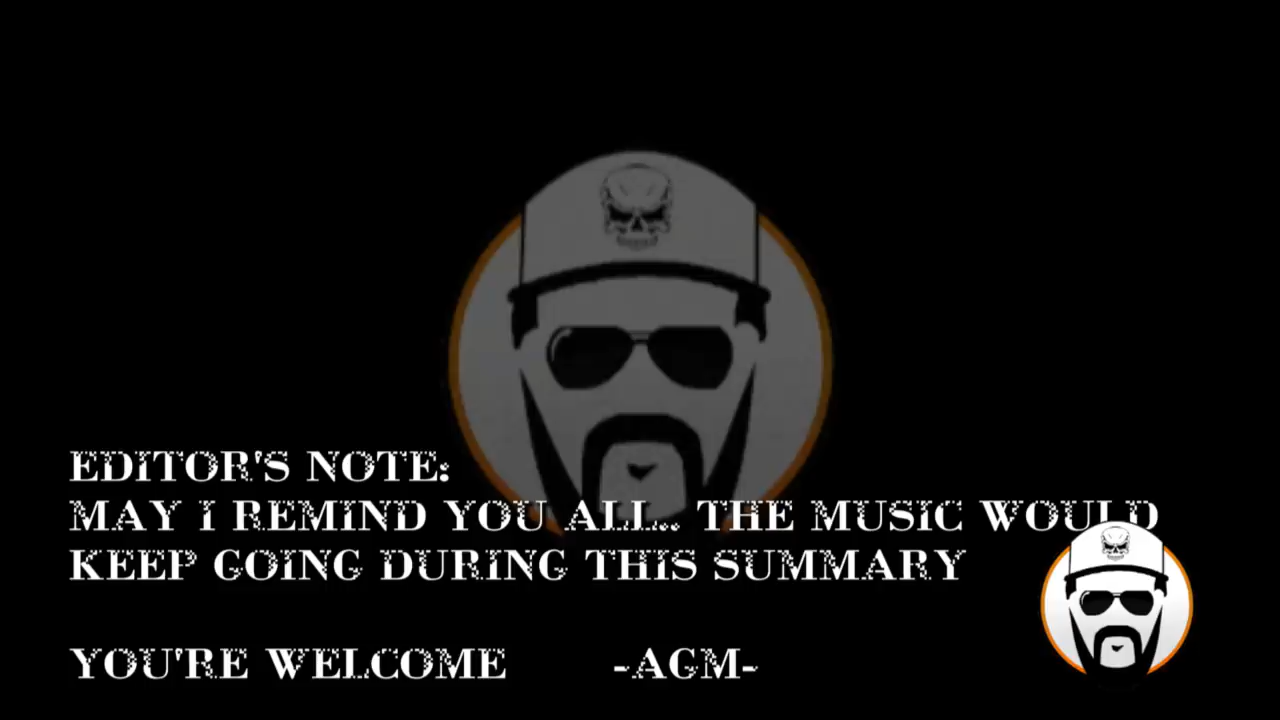 EDITOR'S NOTE:
MAY I REMIND YOU ALL... THE MUSIC WOULD
KEEP GOING DURING THIS SUMMARY
YOU'RE WELCOME -AGM-